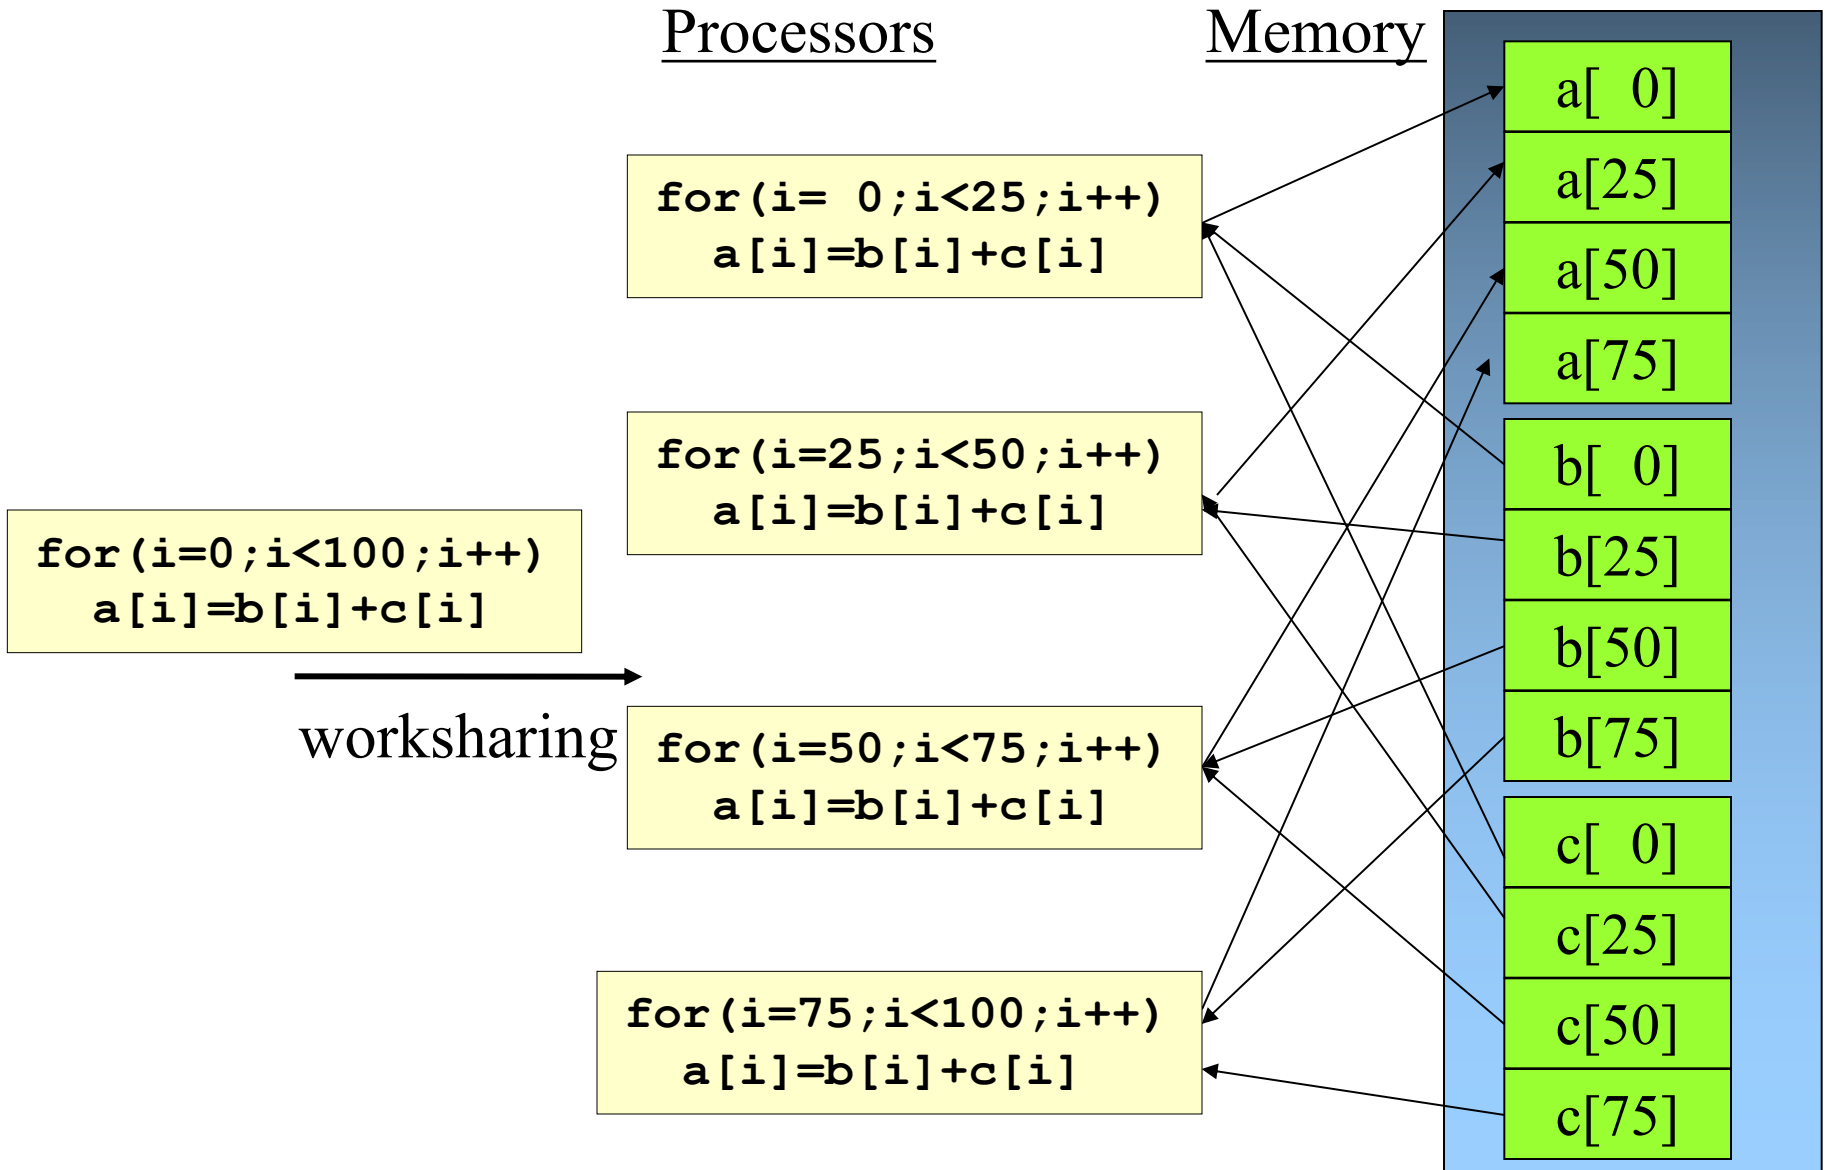 Processors
Memory
for(i= 0;i<25;i++)
a[i]=b[i]+c[i]
for(i=25;i<50;i++)
a[i]=b[i]+c[i]
for(i=0;i<100;i++)
a[i]=b[i]+c[i]
worksharing
for(i=50;i<75;i++)
a[i]=b[i]+c[i]
for(i=75;i<100;i++)
a[i]=b[i]+c[i]
a[ 0]
a[25]
a[50]
a[75]
b[ 0]
b[25]
b[50]
b[75]
c[ 0]
c[25]
c[50]
c[75]